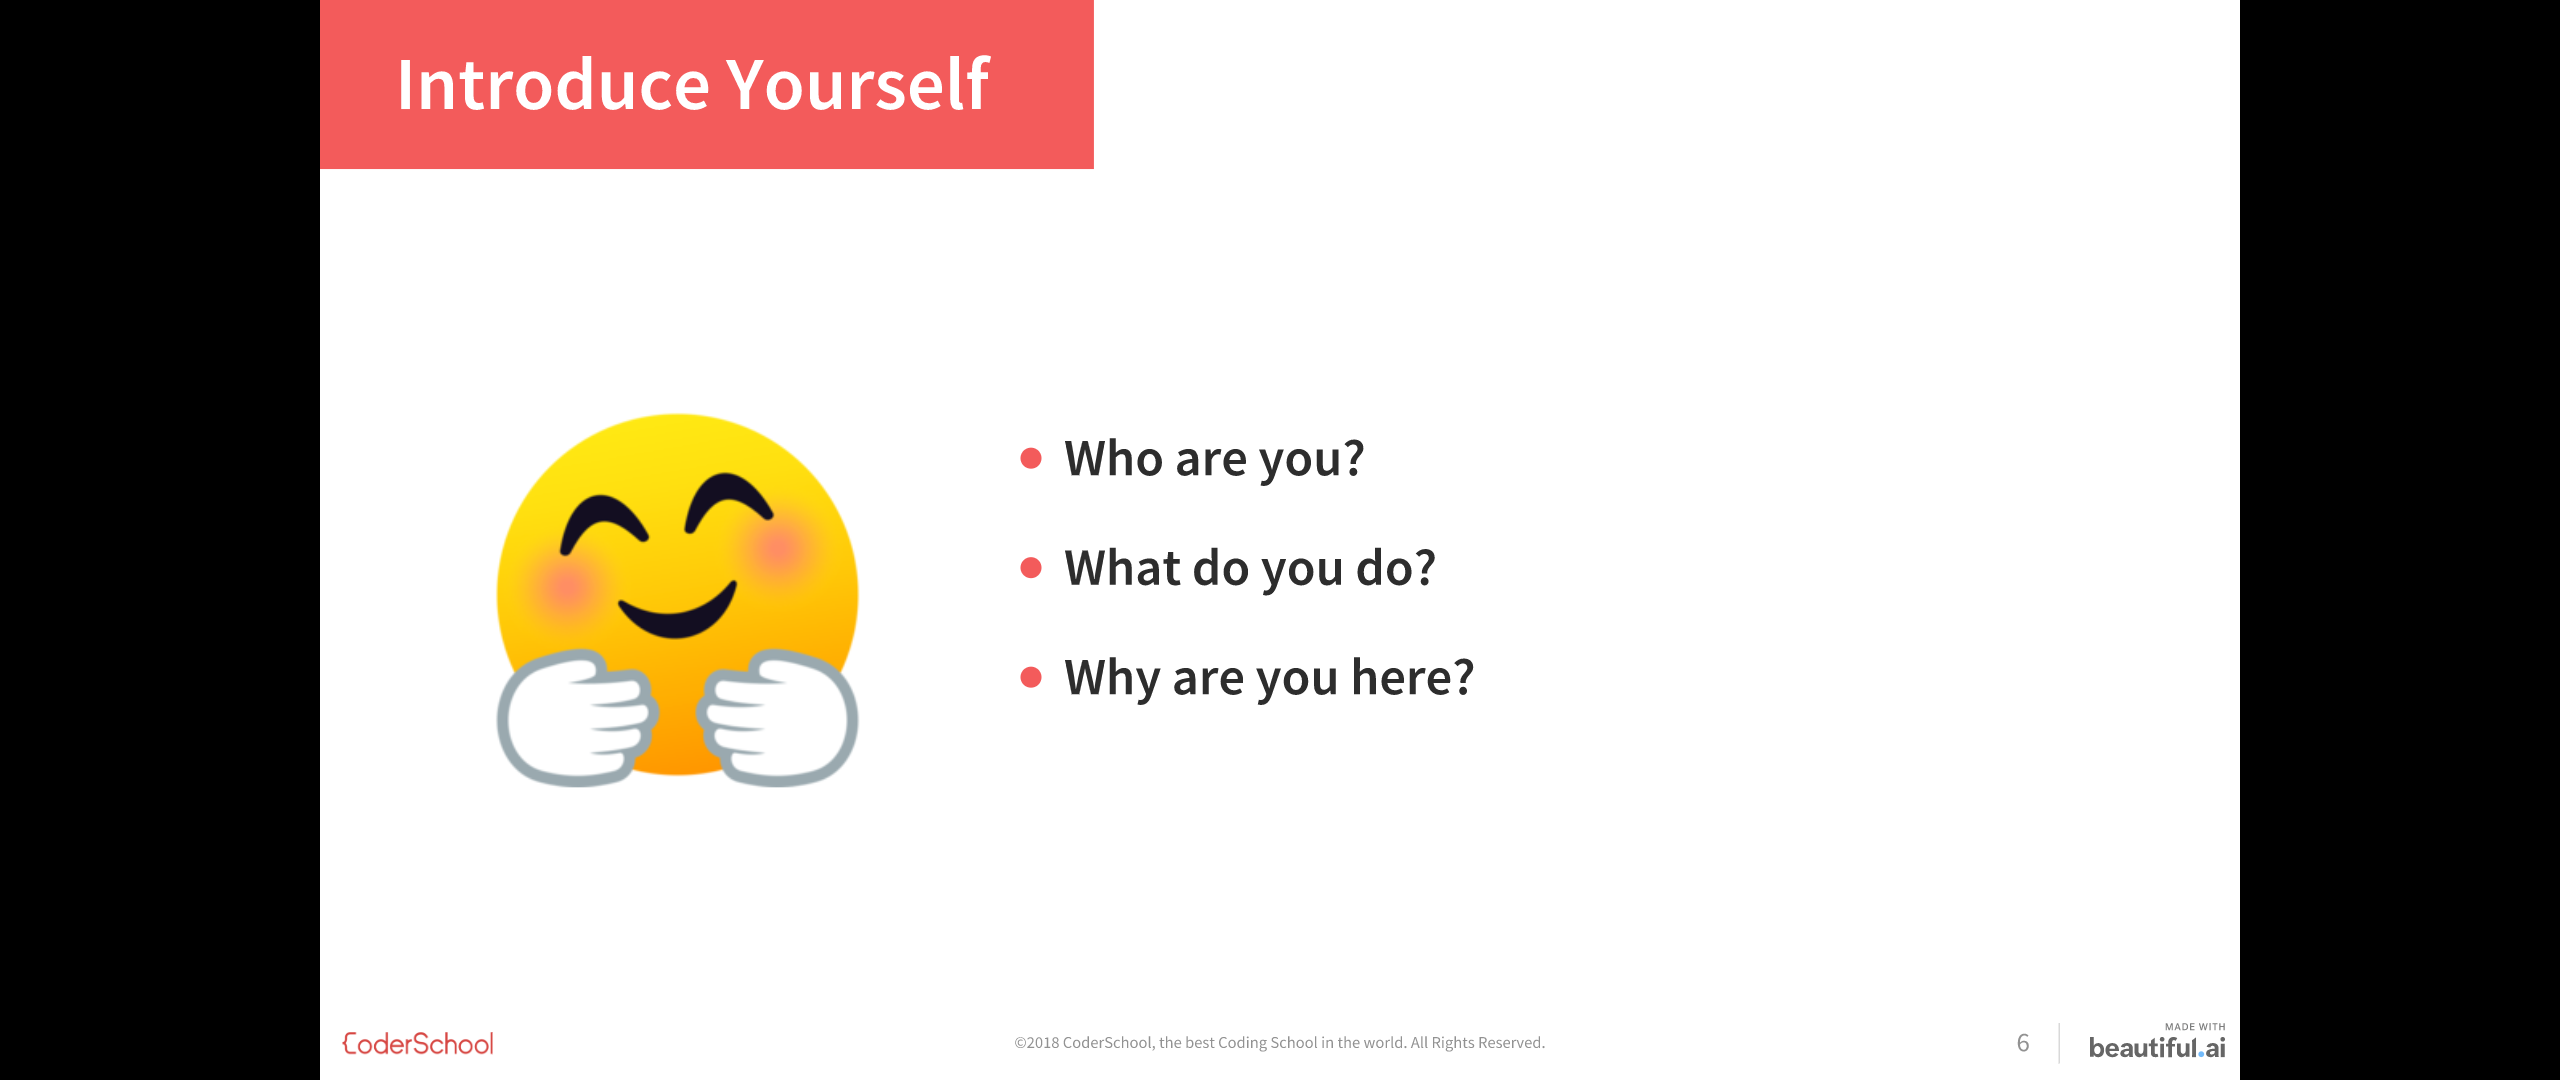 Introduce Yourself
Who are you?
What do you do?
Why are you here?
CoderSchool
©2018 CoderSchool, the best Coding School in the world. All Rights Reserved.
6
MADE WITH
beautiful.ai